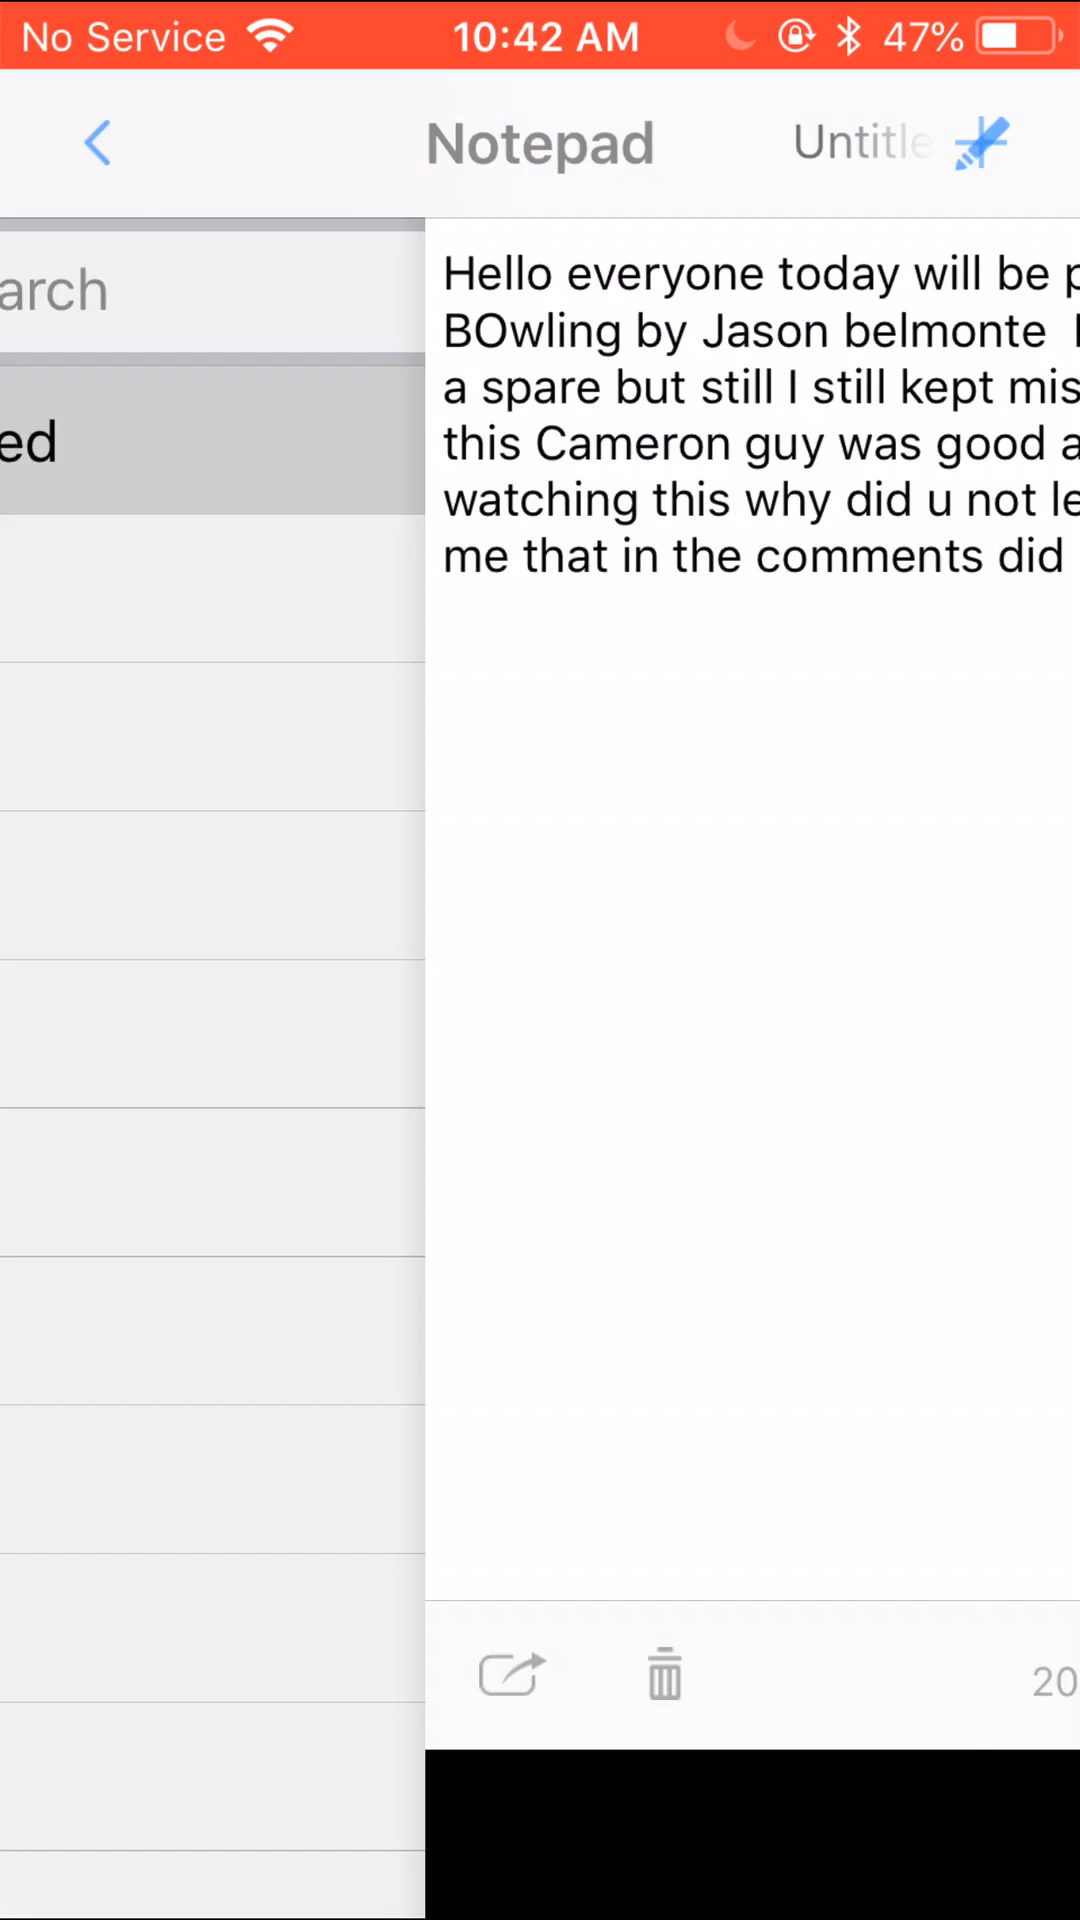 No Service 10:42 AM 47%
Notepad Untitle
arch
ed
Hello everyone today will be p
BOwling by Jason belmonte
a spare but still I still kept mis
this Cameron guy was good a
watching this why did u not le
me that in the comments did
20